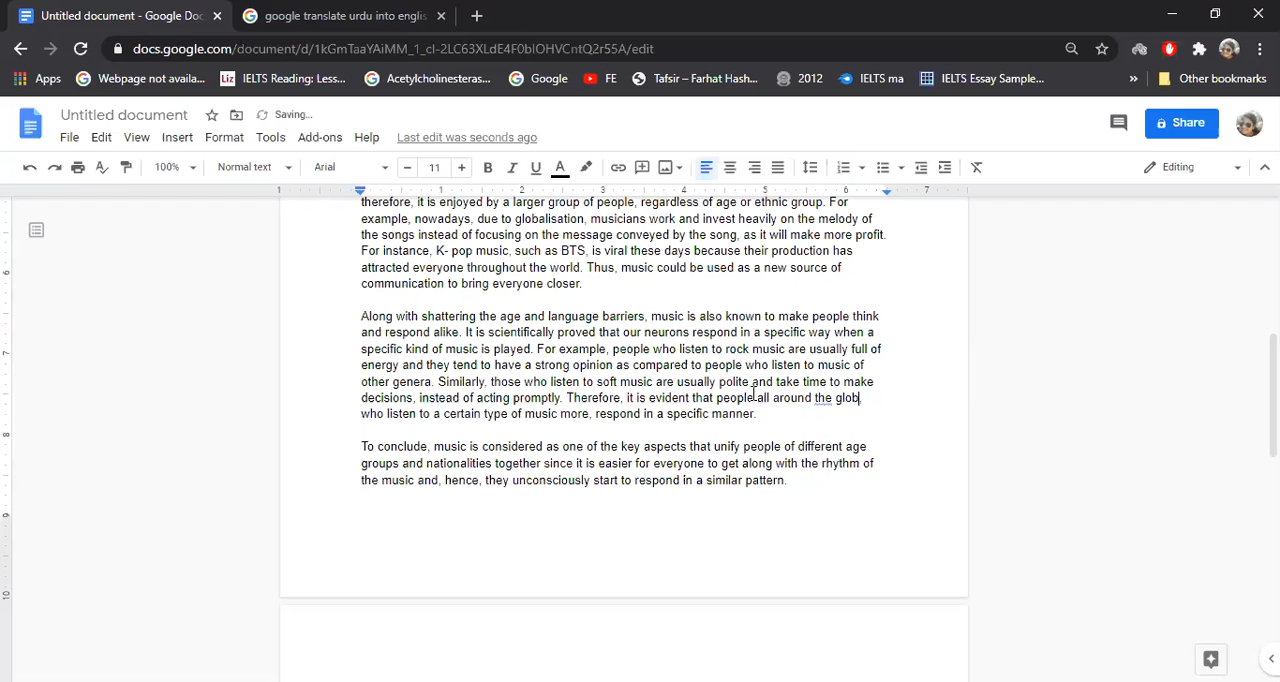 Untitled document - Google Doc
google translate urdu into englis
docs.google.com/document/d/1kGmTaaYAiMM_1_cl-2LC63XLdE4F0bIOHVCntQ2r55A/edit
Apps
Webpage not availa...
IELTS Reading: Less...
Acetylcholinesteras...
Google
FE
Tafsir – Farhat Hash...
2012
IELTS ma
IELTS Essay Sample...
»
Other bookmarks
Untitled document
Saving...
File Edit View Insert Format Tools Add-ons Help Last edit was seconds ago
Share
100% Normal text Arial 11 Editing
1 1 2 3 4 5 6 7
therefore, it is enjoyed by a larger group of people, regardless of age or ethnic group. For
example, nowadays, due to globalisation, musicians work and invest heavily on the melody of
the songs instead of focusing on the message conveyed by the song, as it will make more profit.
For instance, K- pop music, such as BTS, is viral these days because their production has
attracted everyone throughout the world. Thus, music could be used as a new source of
communication to bring everyone closer.
Along with shattering the age and language barriers, music is also known to make people think
and respond alike. It is scientifically proved that our neurons respond in a specific way when a
specific kind of music is played. For example, people who listen to rock music are usually full of
energy and they tend to have a strong opinion as compared to people who listen to music of
other genera. Similarly, those who listen to soft music are usually polite and take time to make
decisions, instead of acting promptly. Therefore, it is evident that people all around the glob,
who listen to a certain type of music more, respond in a specific manner.
To conclude, music is considered as one of the key aspects that unify people of different age
groups and nationalities together since it is easier for everyone to get along with the rhythm of
the music and, hence, they unconsciously start to respond in a similar pattern.
6
7
8
9
10